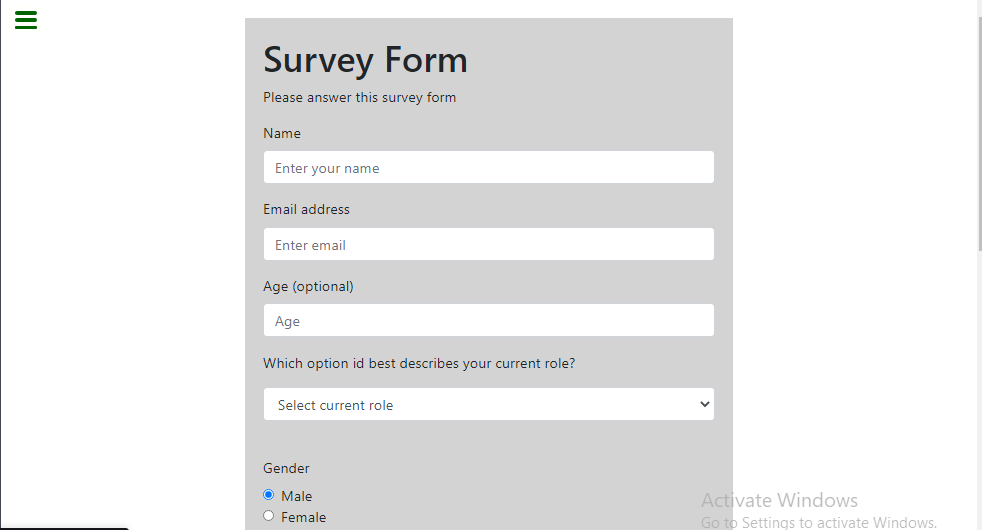 Survey Form
Please answer this survey form
Name
Enter your name
Email address
Enter email
Age (optional)
Age
Which option id best describes your current role?
Select current role
Gender
Male
Female
Activate Windows
Go to Settings to activate Windows.